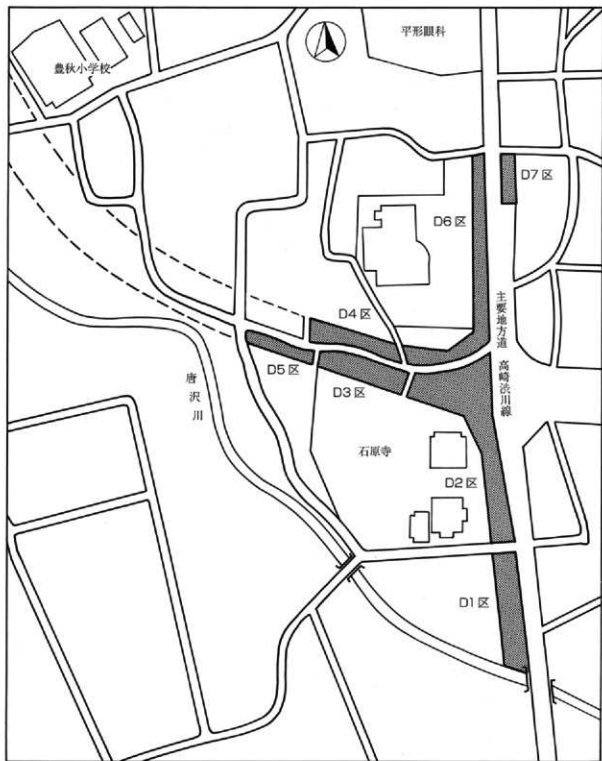 平形眼科
豊秋小学校
D7区
D6区
主要地方道 高崎渋川線
D4区
D5区
D3区
唐沢川
石原寺
D2区
D1区